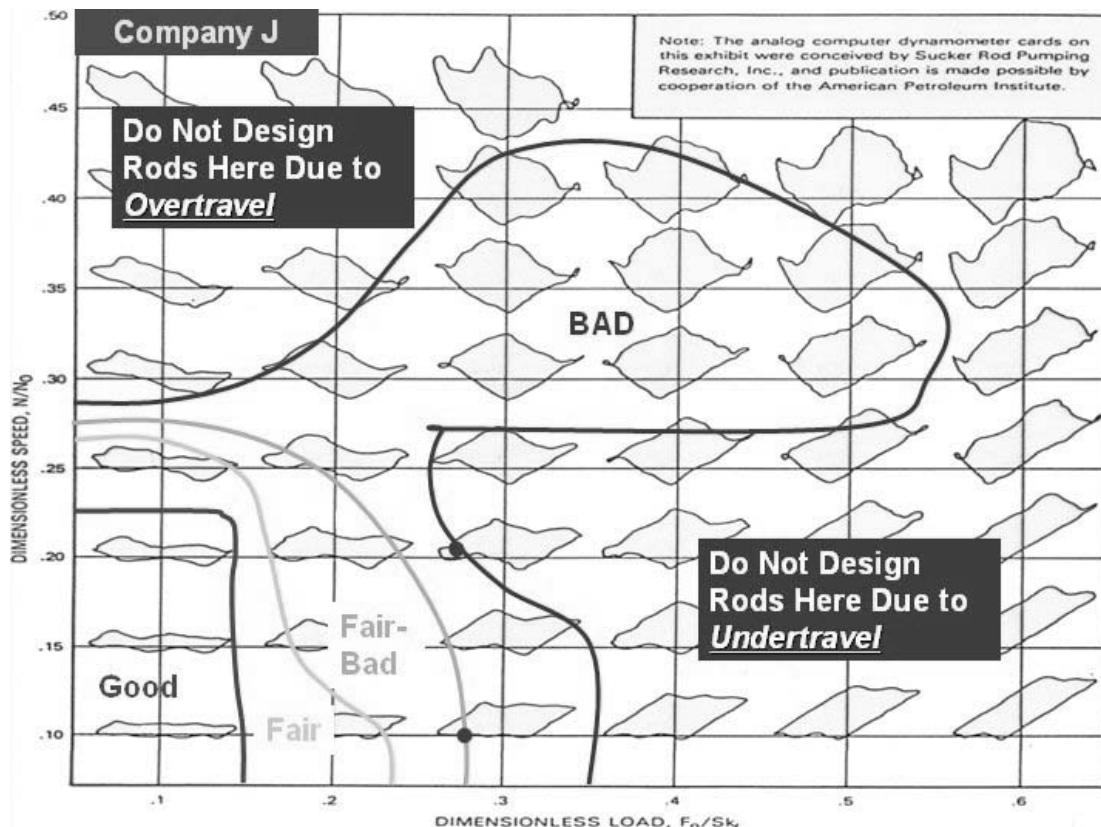 .50
Company J
Note: The analog computer dynamometer cards on
this exhibit were conceived by Sucker Rod Pumping
Research, Inc., and publication is made possible by
cooperation of the American Petroleum Institute.
.45
Do Not Design
Rods Here Due to
Overtravel
.40
.35
BAD
.30
DIMENSIONLESS SPEED, N/N₀
.25
.20
Do Not Design
Rods Here Due to
Undertravel
Fair-
Bad
.15
Good
Fair
.10
.1 .2 .3 .4 .5 .6
DIMENSIONLESS LOAD, F₀/Skᵣ